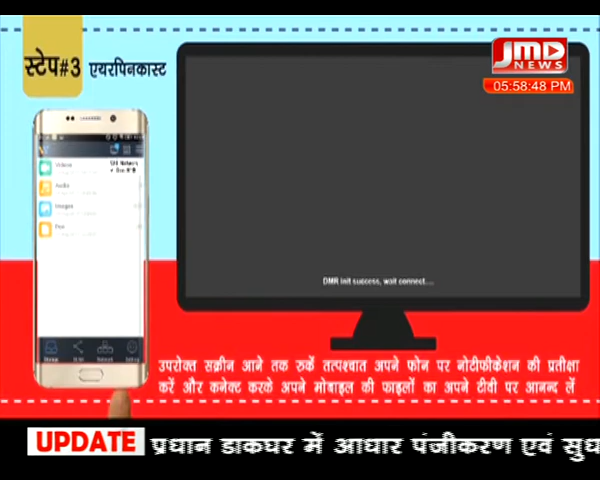 स्टेप#3
एयरपिनकास्ट
JMD
NEWS
05:58:48 PM
Videos
Audio
Images
DMR init success, wait connect....
उपरोक्त सक्रीन आने तक रुकें तत्पश्चात अपने फोन पर नोटीफीकेशन की प्रतीक्षा
करें और कनेक्ट करके अपने मोबाइल की फाइलों का अपने टीवी पर आनन्द लें
UPDATE प्रधान डाकघर में आधार पंजीकरण एवं सुध